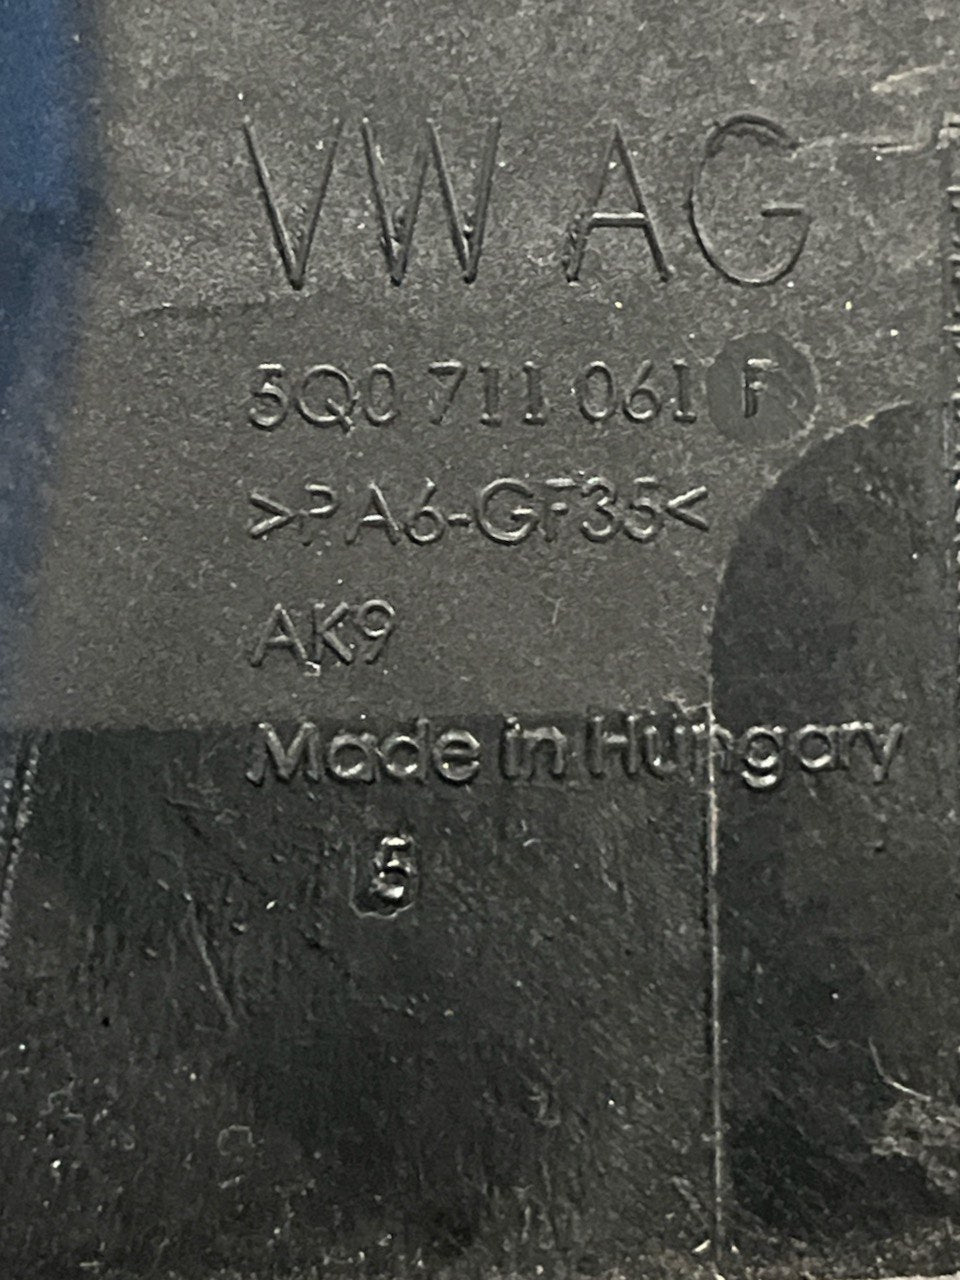 VW AG
5Q0 711 061 F
>PA6-GF35<
AK9
Made in Hungary
5